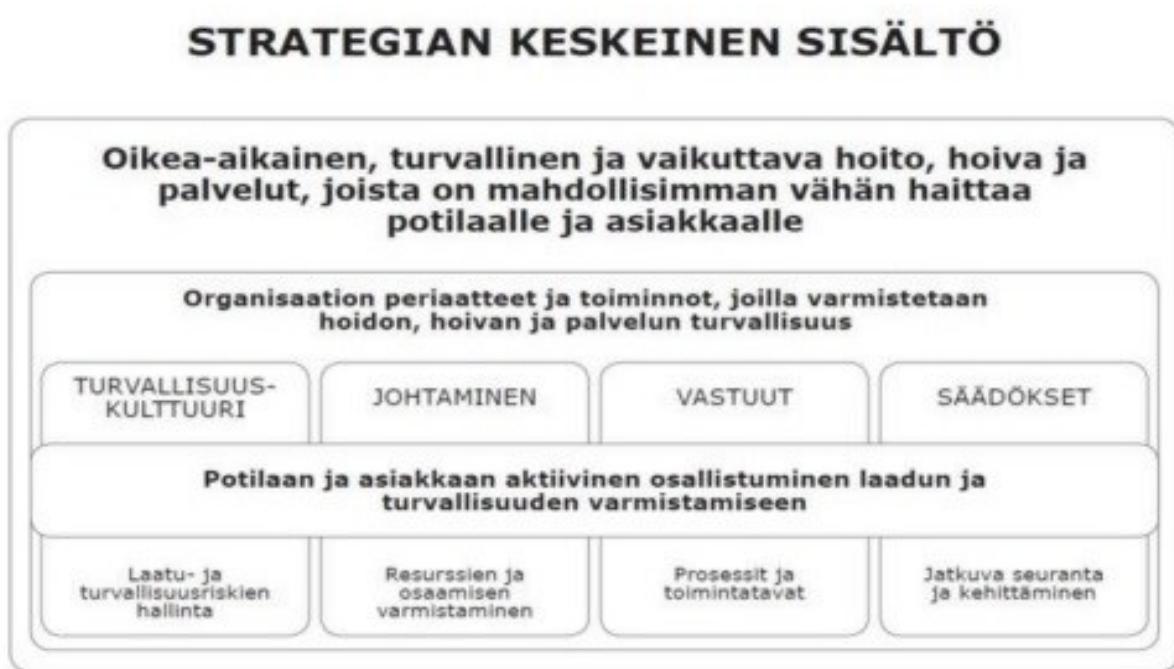 STRATEGIAN KESKEINEN SISÄLTÖ
Oikea-aikainen, turvallinen ja vaikuttava hoito, hoiva ja
palvelut, joista on mahdollisimman vähän haittaa
potilaalle ja asiakkaalle
Organisaation periaatteet ja toiminnot, joilla varmistetaan
hoidon, hoivan ja palvelun turvallisuus
TURVALLISUUS-
KULTTUURI
JOHTAMINEN
VASTUUT
SÄÄDÖKSET
Potilaan ja asiakkaan aktiivinen osallistuminen laadun ja
turvallisuuden varmistamiseen
Laatu- ja
turvallisuusriskien
hallinta
Resurssien ja
osaamisen
varmistaminen
Prosessit ja
toimintatavat
Jatkuva seuranta
ja kehittäminen